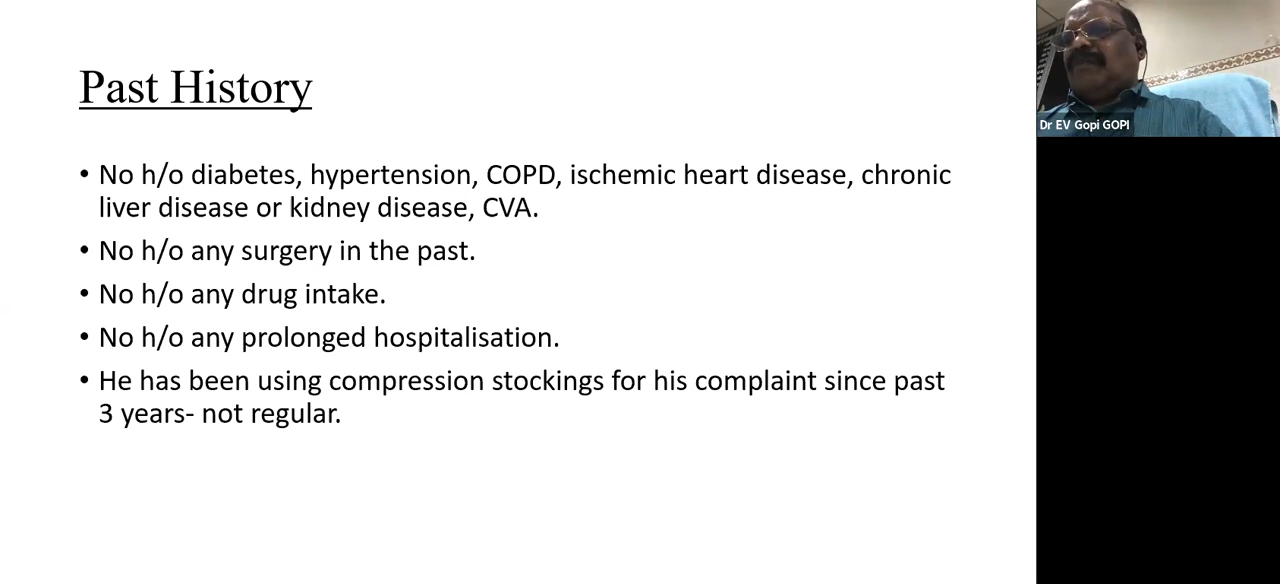 Past History
• No h/o diabetes, hypertension, COPD, ischemic heart disease, chronic
liver disease or kidney disease, CVA.
• No h/o any surgery in the past.
• No h/o any drug intake.
• No h/o any prolonged hospitalisation.
• He has been using compression stockings for his complaint since past
3 years- not regular.
Dr EV Gopi GOPI